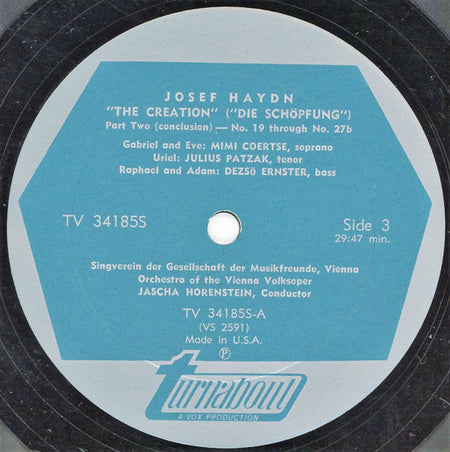 JOSEF HAYDN
"THE CREATION" ("DIE SCHÖPFUNG")
Part Two (conclusion) — No. 19 through No. 27b
Gabriel and Eve: MIMI COERTSE, soprano
Uriel: JULIUS PATZAK, tenor
Raphael and Adam: DEZSÖ ERNSTER, bass
TV 34185S
Side 3
29:47 min.
Singverein der Gesellschaft der Musikfreunde, Vienna
Orchestra of the Vienna Volksoper
JASCHA HORENSTEIN, Conductor
TV 34185S-A
(VS 2591)
Made in U.S.A.
℗
turnabout
A VOX PRODUCTION